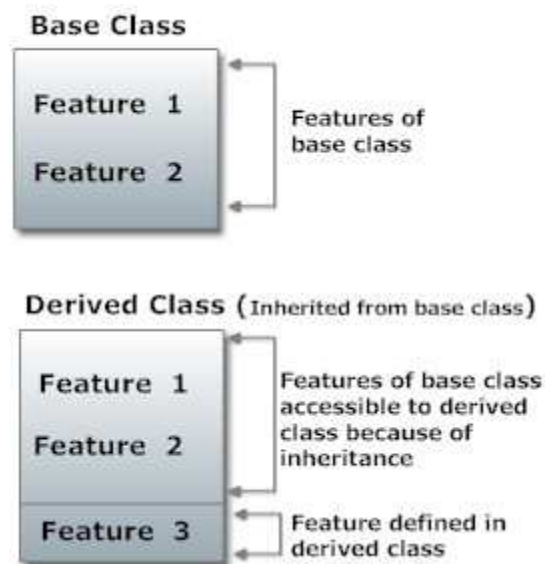 Base Class
Feature 1
Feature 2
Features of
base class
Derived Class (Inherited from base class)
Feature 1
Feature 2
Features of base class
accessible to derived
class because of
inheritance
Feature 3
Feature defined in
derived class